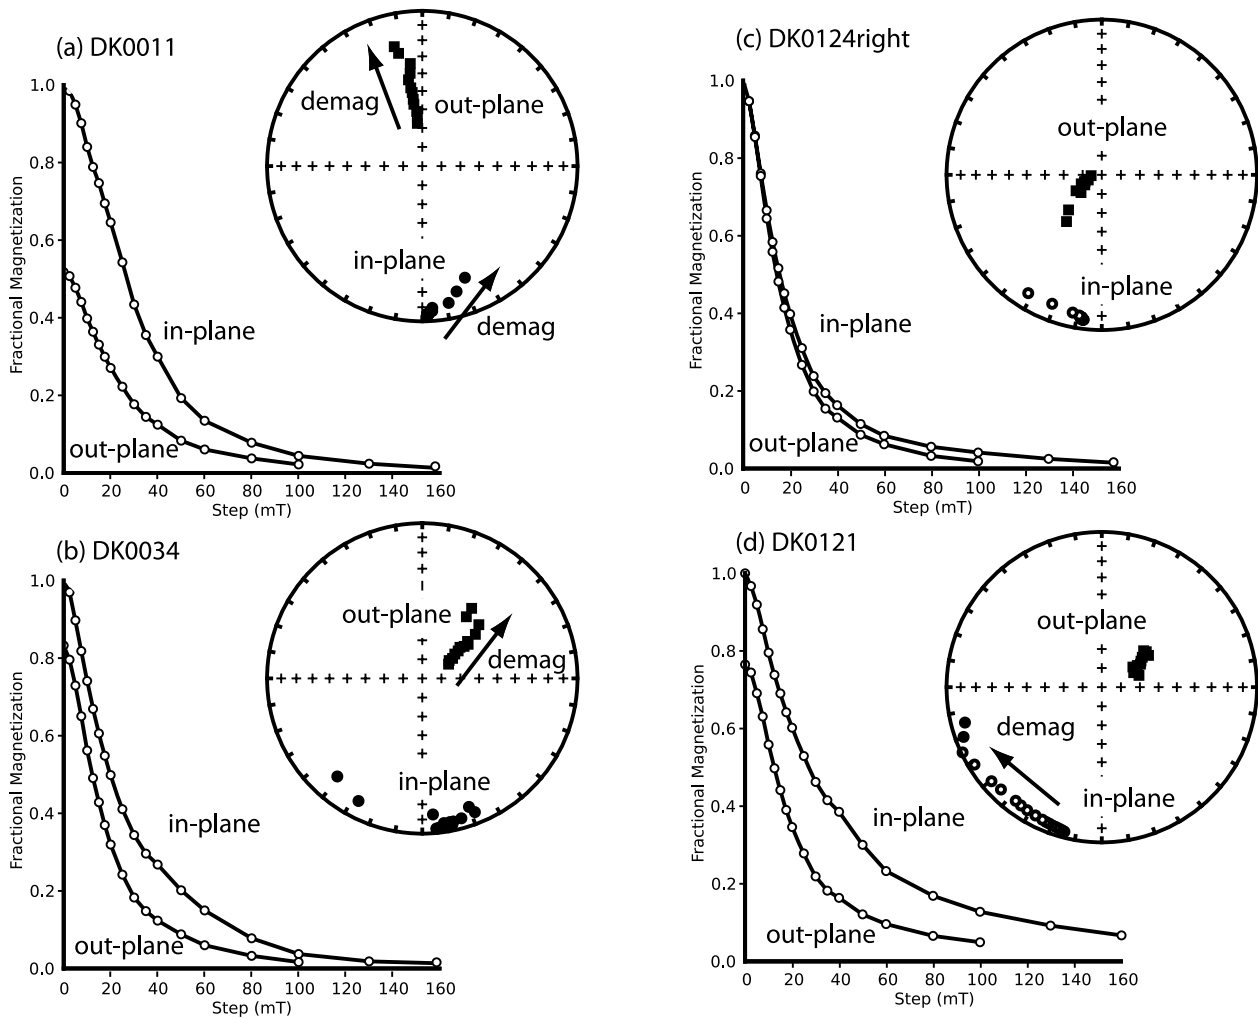 (a) DK0011
1.0
0.8
0.6
0.4
0.2
0.0
Fractional Magnetization
demag
out-plane
in-plane
demag
in-plane
out-plane
0 20 40 60 80 100 120 140 160
Step (mT)
(b) DK0034
1.0
0.8
0.6
0.4
0.2
0.0
Fractional Magnetization
out-plane
demag
in-plane
in-plane
out-plane
0 20 40 60 80 100 120 140 160
Step (mT)
(c) DK0124right
1.0
0.8
0.6
0.4
0.2
0.0
Fractional Magnetization
out-plane
in-plane
in-plane
out-plane
0 20 40 60 80 100 120 140 160
Step (mT)
(d) DK0121
1.0
0.8
0.6
0.4
0.2
0.0
Fractional Magnetization
out-plane
demag
in-plane
in-plane
out-plane
0 20 40 60 80 100 120 140 160
Step (mT)